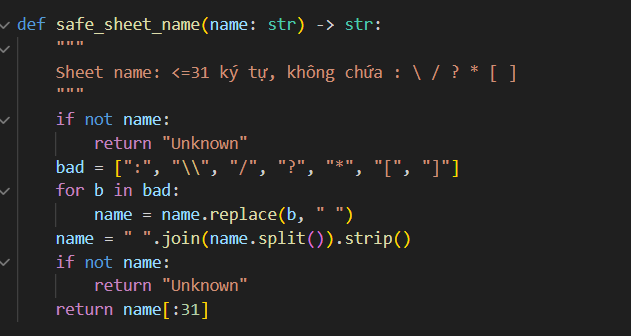 def safe_sheet_name(name: str) -> str:
    """
    Sheet name: <=31 ký tự, không chứa : \ / ? * [ ]
    """
    if not name:
        return "Unknown"
    bad = [":", "\\", "/", "?", "*", "[", "]"]
    for b in bad:
        name = name.replace(b, " ")
    name = " ".join(name.split()).strip()
    if not name:
        return "Unknown"
    return name[:31]